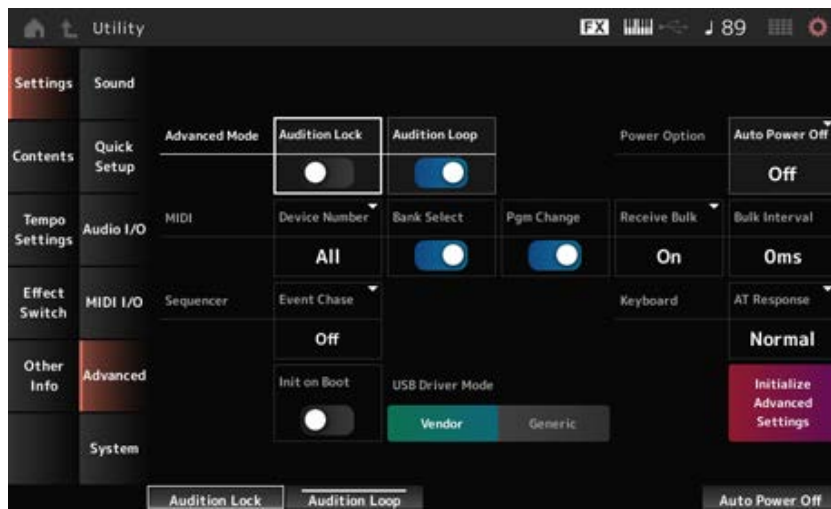 Utility
FX
89
Settings
Sound
Contents
Quick
Setup
Tempo
Settings
Audio I/O
Effect
Switch
MIDI I/O
Other
Info
Advanced
System
Advanced Mode
Audition Lock
Audition Loop
Power Option
Auto Power Off
Off
MIDI
Device Number
Bank Select
Pgm Change
Receive Bulk
Bulk Interval
All
On
0ms
Sequencer
Event Chase
Keyboard
AT Response
Off
Normal
Init on Boot
USB Driver Mode
Vendor
Generic
Initialize
Advanced
Settings
Audition Lock
Audition Loop
Auto Power Off